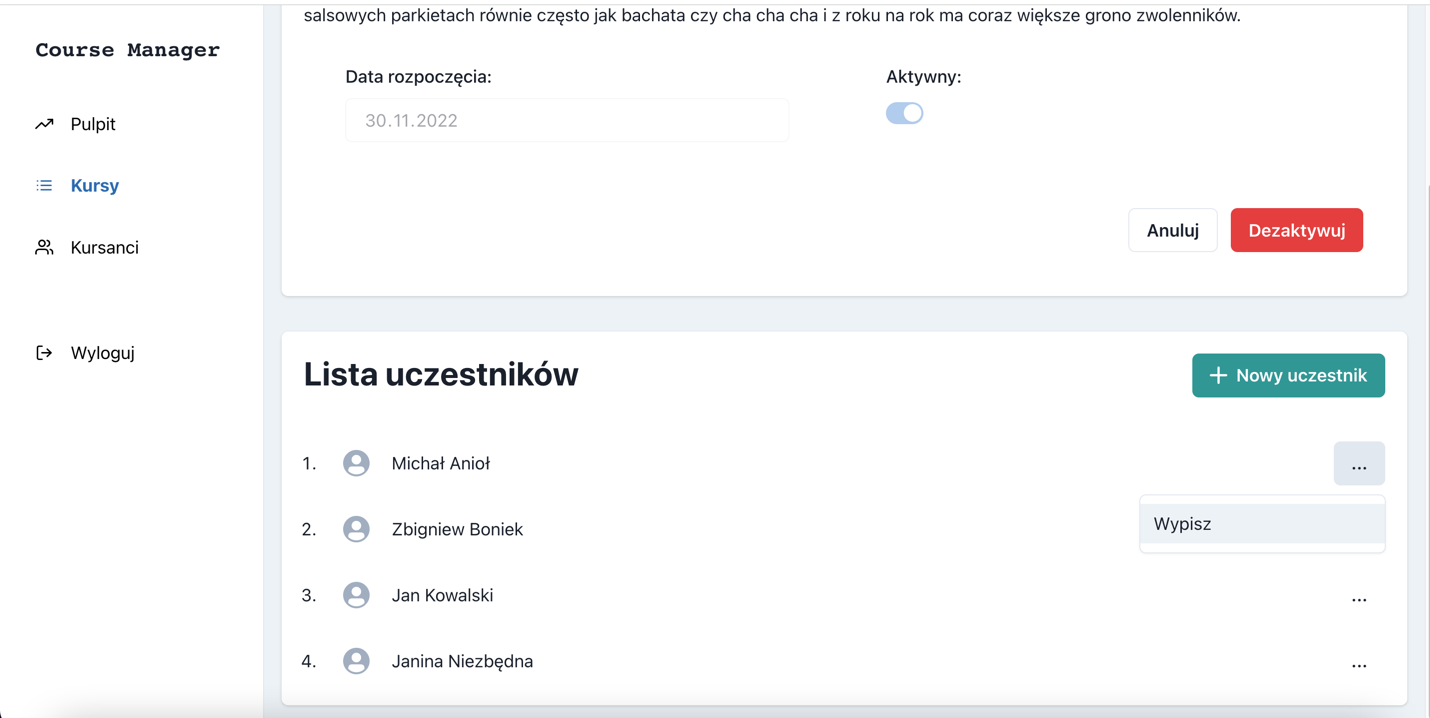 salsowych parkietach równie często jak bachata czy cha cha cha i z roku na rok ma coraz większe grono zwolenników.
Course Manager
Pulpit
Kursy
Kursanci
Wyloguj
Data rozpoczęcia:
30.11.2022
Aktywny:
Anuluj
Dezaktywuj
Lista uczestników
+ Nowy uczestnik
1. Michał Anioł ...
Wypisz
2. Zbigniew Boniek
3. Jan Kowalski ...
4. Janina Niezbędna ...